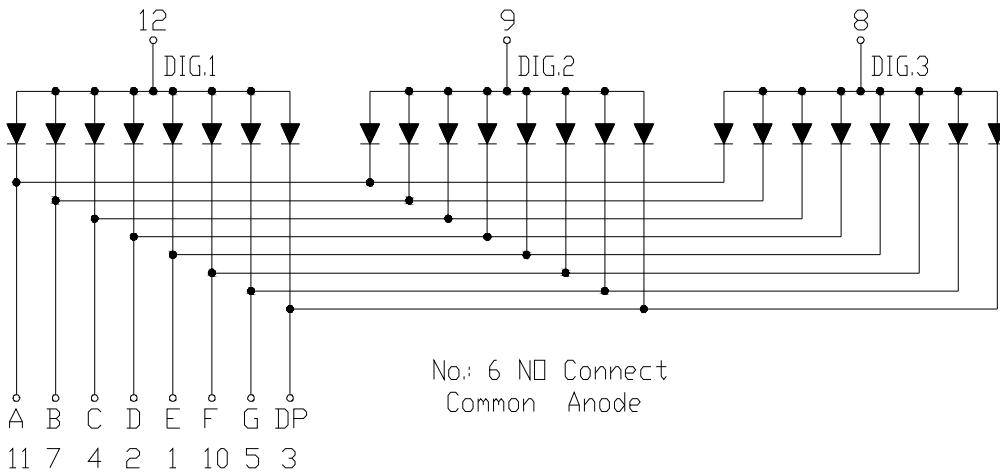 12 9 8
DIG.1 DIG.2 DIG.3
No.: 6 NO Connect
Common Anode
A B C D E F G DP
11 7 4 2 1 10 5 3